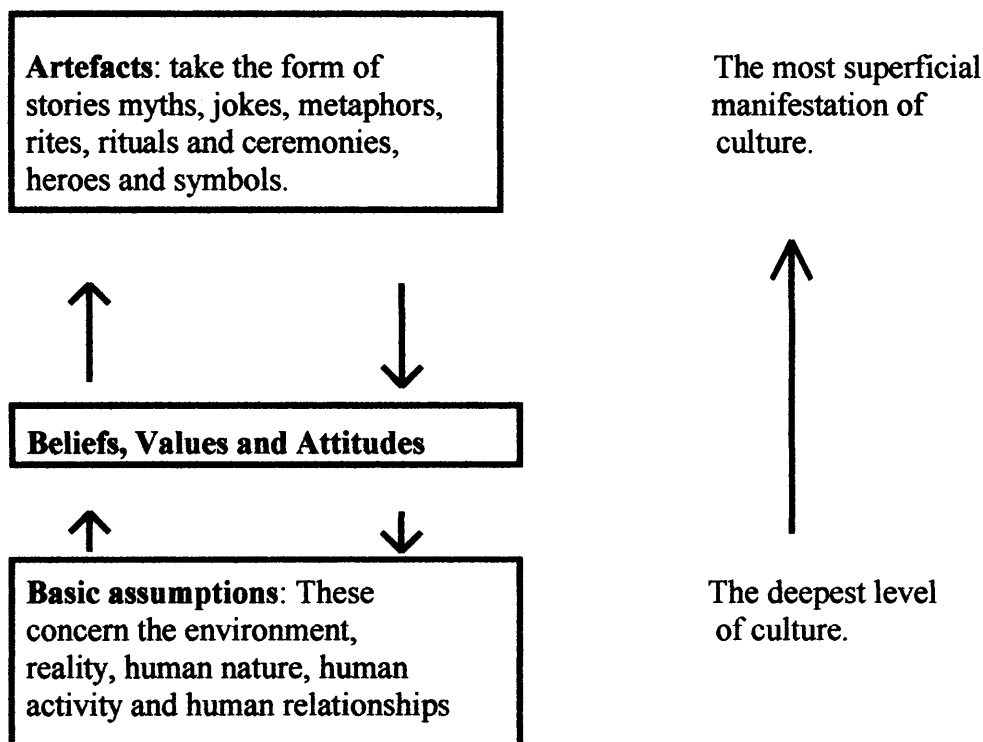 Artefacts: take the form of
stories myths, jokes, metaphors,
rites, rituals and ceremonies,
heroes and symbols.
The most superficial
manifestation of
culture.
Beliefs, Values and Attitudes
Basic assumptions: These
concern the environment,
reality, human nature, human
activity and human relationships
The deepest level
of culture.